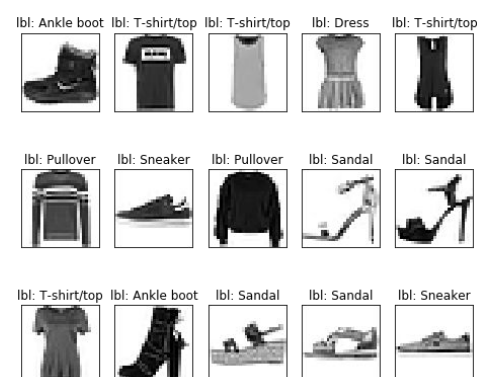 lbl: Ankle boot lbl: T-shirt/top lbl: T-shirt/top lbl: Dress lbl: T-shirt/top
lbl: Pullover lbl: Sneaker lbl: Pullover lbl: Sandal lbl: Sandal
lbl: T-shirt/top lbl: Ankle boot lbl: Sandal lbl: Sandal lbl: Sneaker